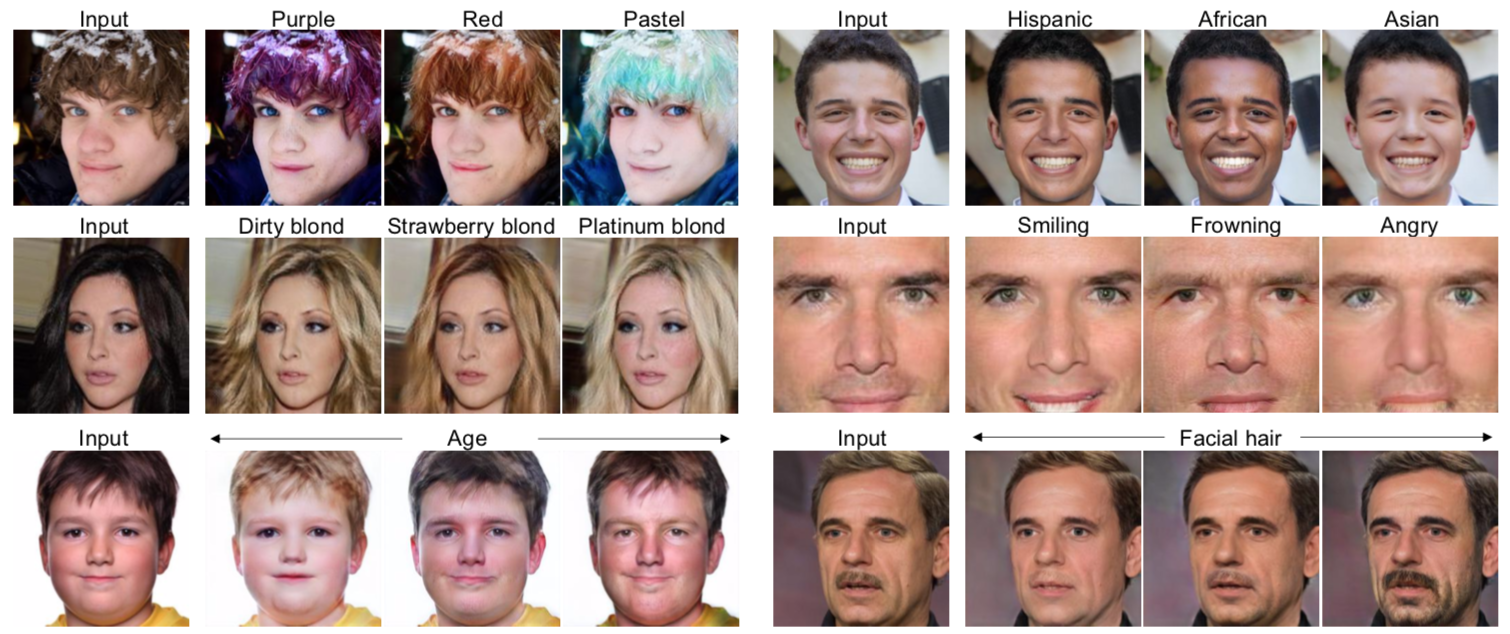 Input Purple Red Pastel Input Hispanic African Asian
Input Dirty blond Strawberry blond Platinum blond Input Smiling Frowning Angry
Input Age Input Facial hair